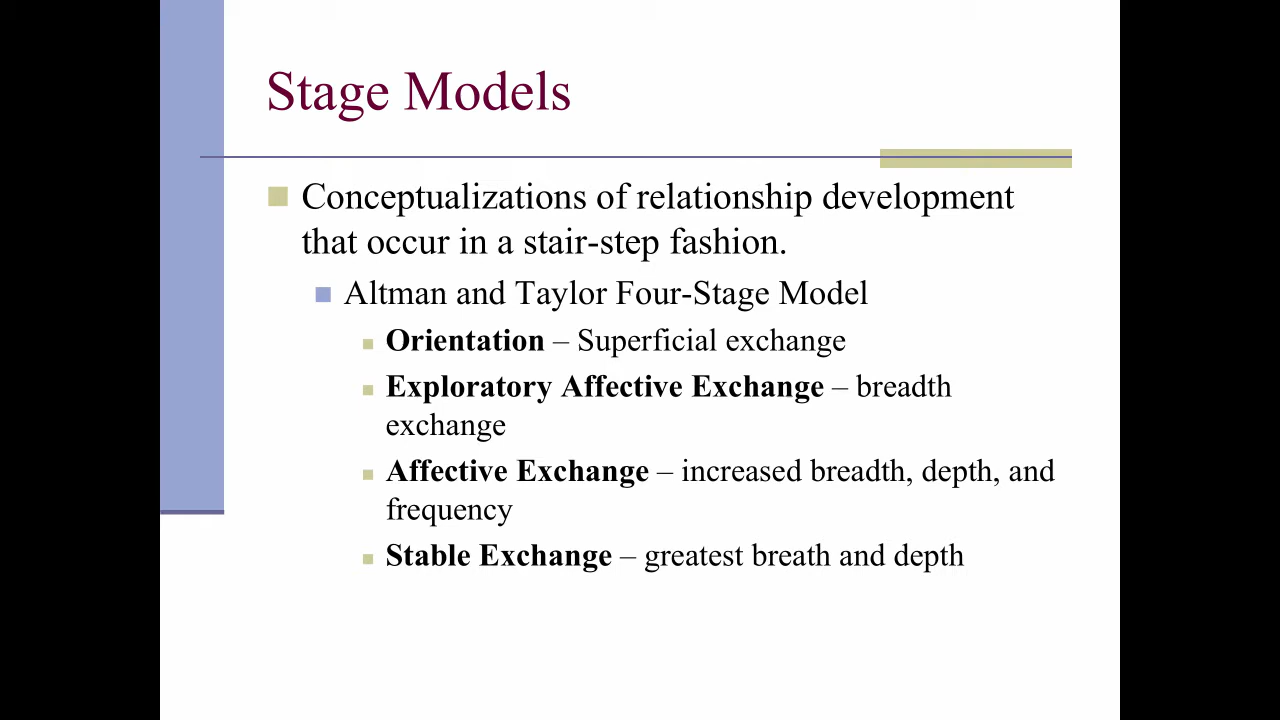 Stage Models
Conceptualizations of relationship development
that occur in a stair-step fashion.
Altman and Taylor Four-Stage Model
Orientation – Superficial exchange
Exploratory Affective Exchange – breadth
exchange
Affective Exchange – increased breadth, depth, and
frequency
Stable Exchange – greatest breath and depth